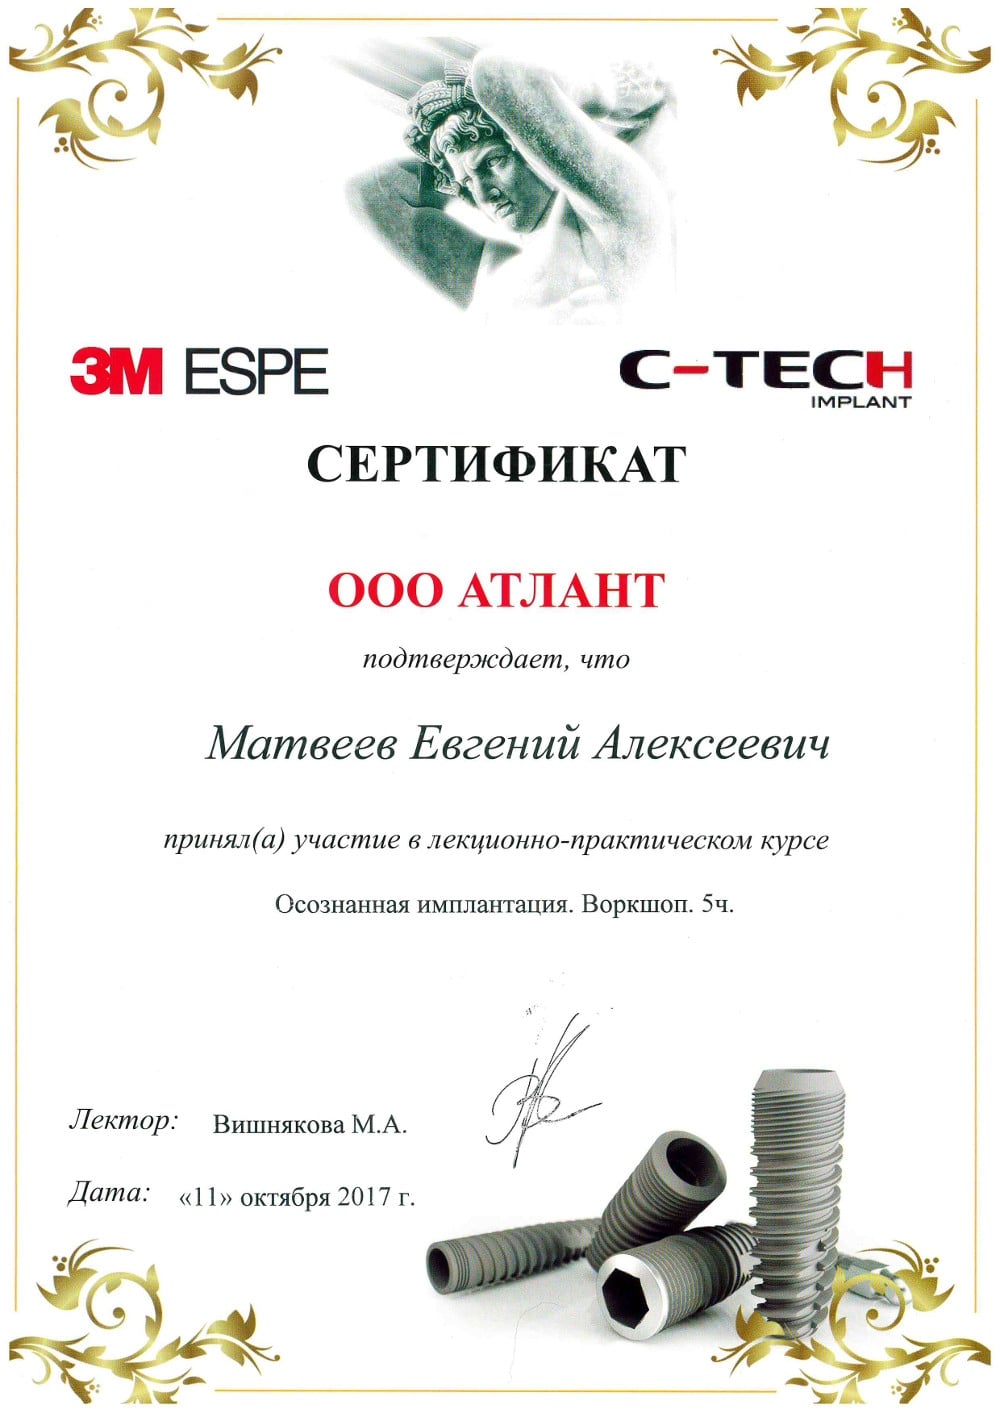 3M ESPE
C-TECH
IMPLANT
СЕРТИФИКАТ
ООО АТЛАНТ
подтверждает, что
Матвеев Евгений Алексеевич
принял(а) участие в лекционно-практическом курсе
Осознанная имплантация. Воркшоп. 5ч.
Лектор: Вишнякова М.А.
Дата: «11» октября 2017 г.